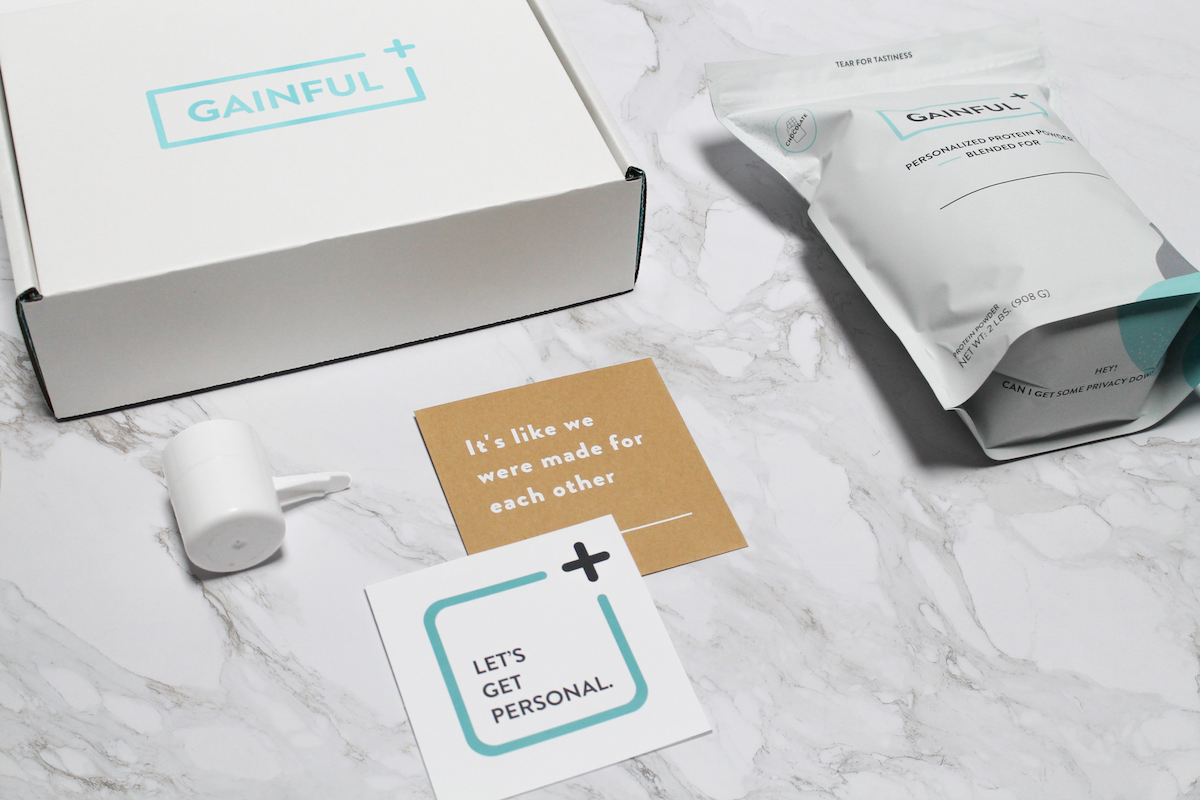 GAINFUL
TEAR FOR TASTINESS
CHOCOLATE
GAINFUL
PERSONALIZED PROTEIN POWDER
BLENDED FOR
PROTEIN POWDER
NET WT: 2 LBS. (908 G)
HEY!
CAN I GET SOME PRIVACY DOWN
It's like we
were made for
each other
LET'S
GET
PERSONAL.